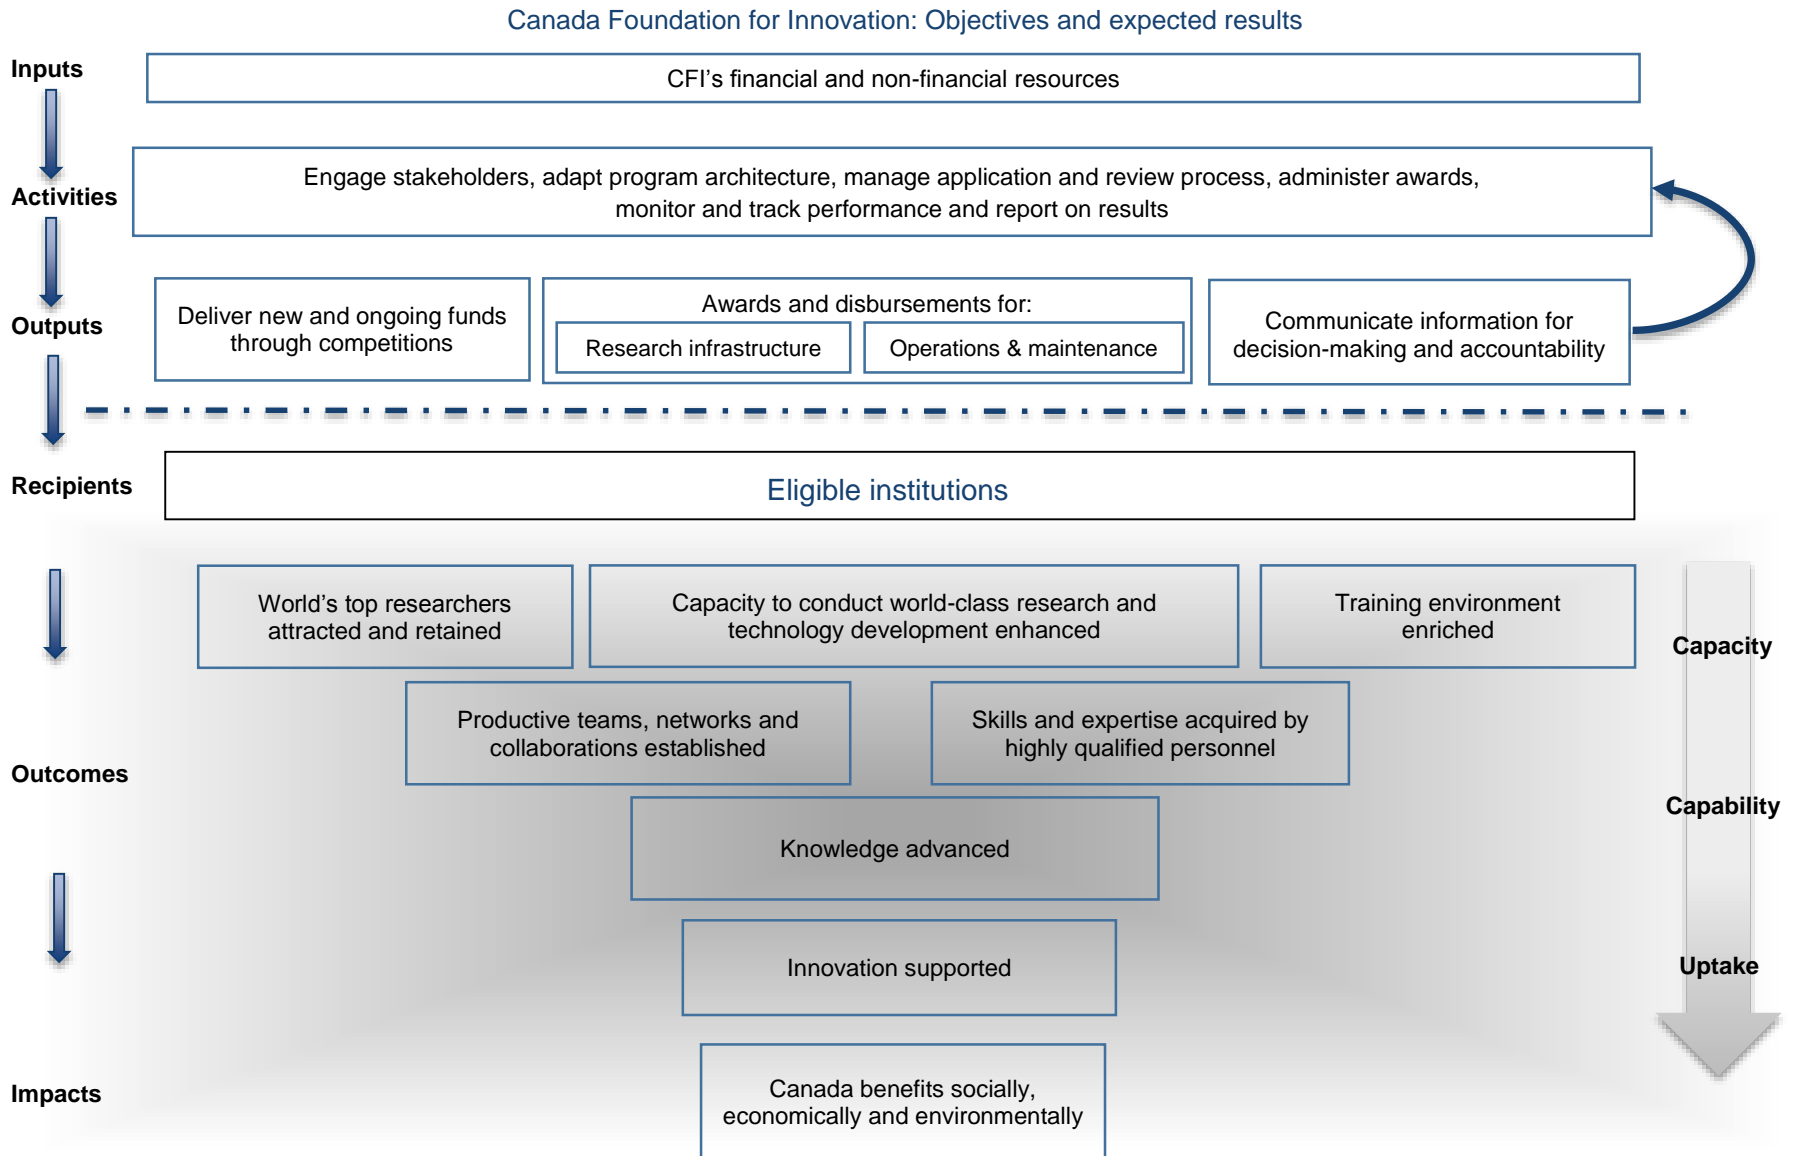 Canada Foundation for Innovation: Objectives and expected results
Inputs
CFI's financial and non-financial resources
Activities
Engage stakeholders, adapt program architecture, manage application and review process, administer awards,
monitor and track performance and report on results
Outputs
Deliver new and ongoing funds
through competitions
Awards and disbursements for:
Research infrastructure
Operations & maintenance
Communicate information for
decision-making and accountability
Recipients
Eligible institutions
World's top researchers
attracted and retained
Capacity to conduct world-class research and
technology development enhanced
Training environment
enriched
Capacity
Productive teams, networks and
collaborations established
Skills and expertise acquired by
highly qualified personnel
Outcomes
Capability
Knowledge advanced
Innovation supported
Uptake
Impacts
Canada benefits socially,
economically and environmentally